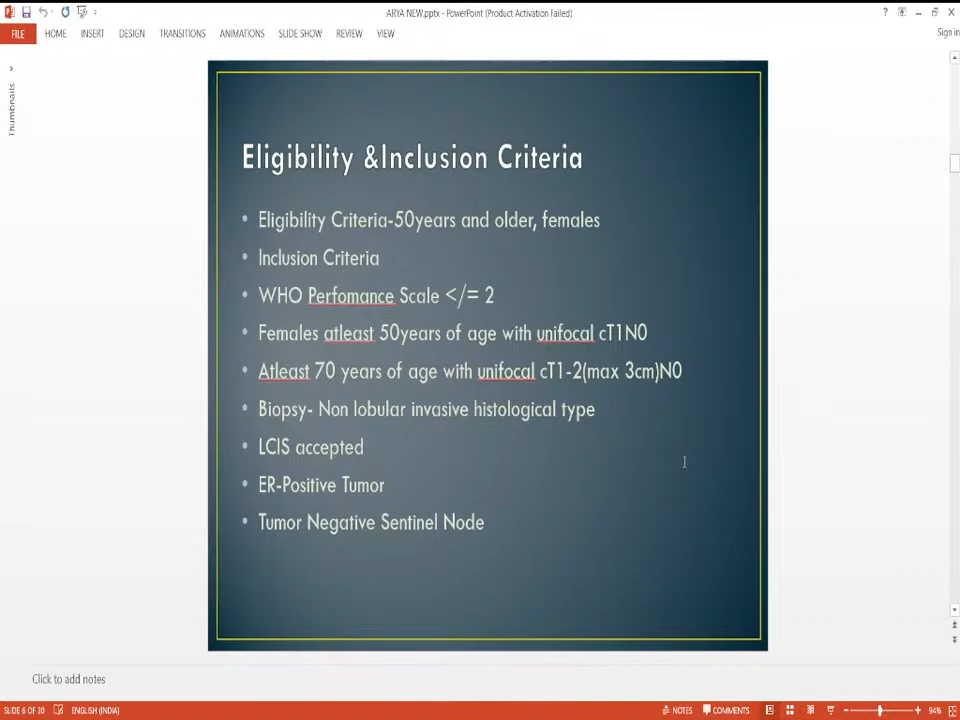 ARYA NEW.pptx - PowerPoint (Product Activation Failed)
FILE HOME INSERT DESIGN TRANSITIONS ANIMATIONS SLIDE SHOW REVIEW VIEW
Sign in
Thumbnails
Eligibility &Inclusion Criteria
• Eligibility Criteria-50years and older, females
• Inclusion Criteria
• WHO Perfomance Scale </= 2
• Females atleast 50years of age with unifocal cT1N0
• Atleast 70 years of age with unifocal cT1-2(max 3cm)N0
• Biopsy- Non lobular invasive histological type
• LCIS accepted
• ER-Positive Tumor
• Tumor Negative Sentinel Node
Click to add notes
SLIDE 6 OF 30 ENGLISH (INDIA) NOTES COMMENTS 94%